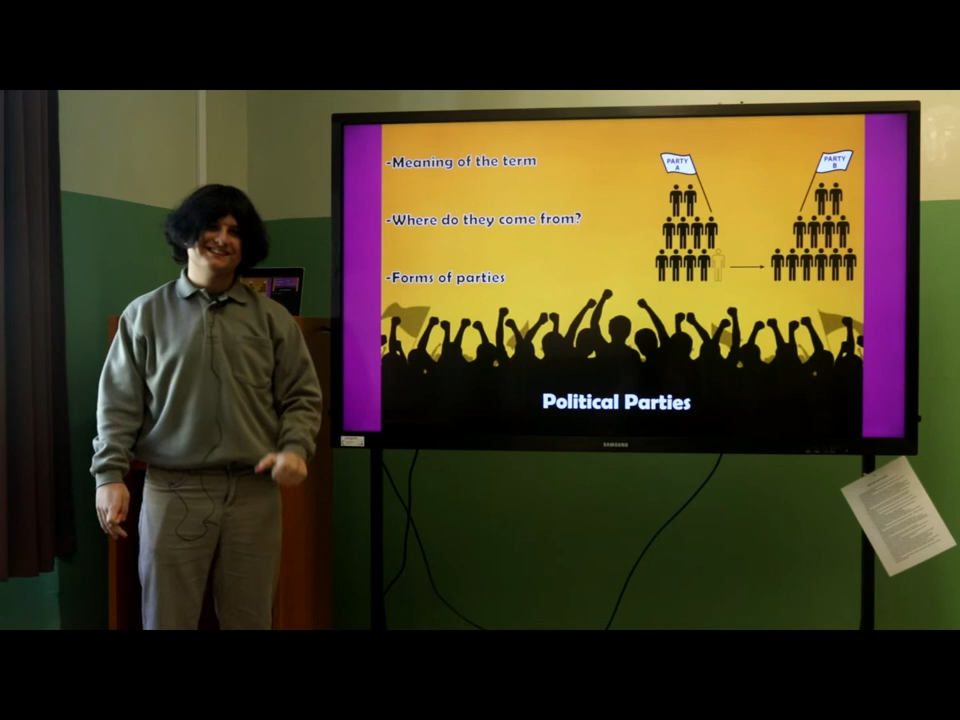 -Meaning of the term
PARTY
A
PARTY
B
-Where do they come from?
-Forms of parties
Political Parties
SAMSUNG